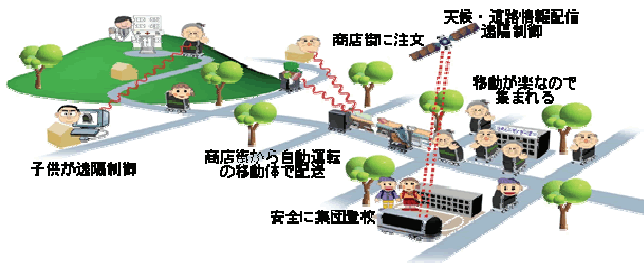 天候・道路情報配信
遠隔制御
商店街に注文
移動が楽なので
集まれる
子供が遠隔制御
商店街から自動運転
の移動体で配送
安全に集団登校